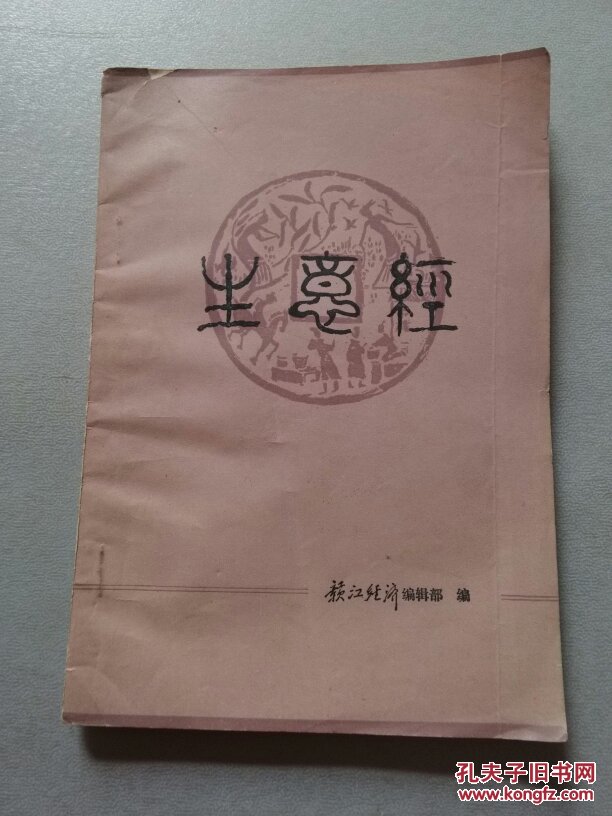 生意經
赣江经济 编辑部 编
孔夫子旧书网
www.kongfz.com